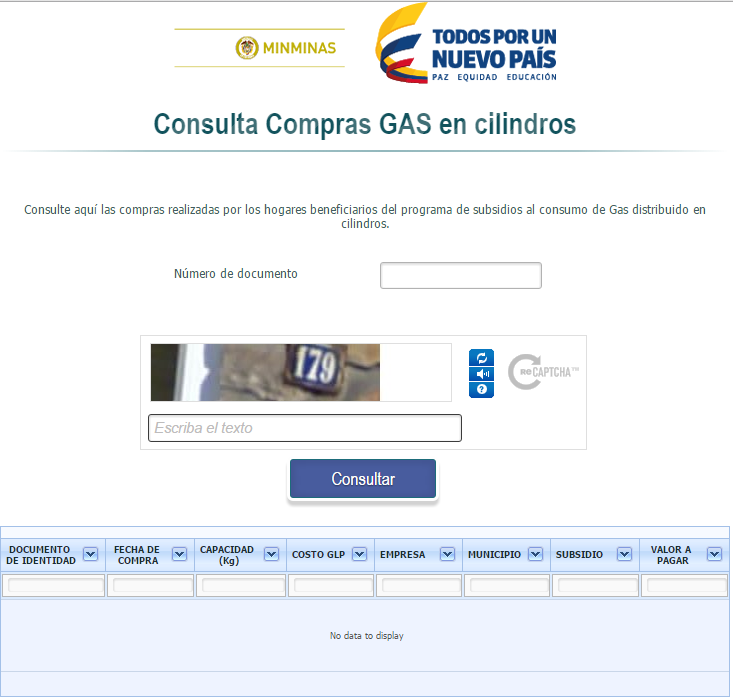 MINMINAS
TODOS POR UN
NUEVO PAÍS
PAZ EQUIDAD EDUCACIÓN
Consulta Compras GAS en cilindros
Consulte aquí las compras realizadas por los hogares beneficiarios del programa de subsidios al consumo de Gas distribuido en
cilindros.
Número de documento
179
reCAPTCHA™
Escriba el texto
Consultar
DOCUMENTO DE IDENTIDAD
FECHA DE COMPRA
CAPACIDAD (Kg)
COSTO GLP
EMPRESA
MUNICIPIO
SUBSIDIO
VALOR A PAGAR
No data to display